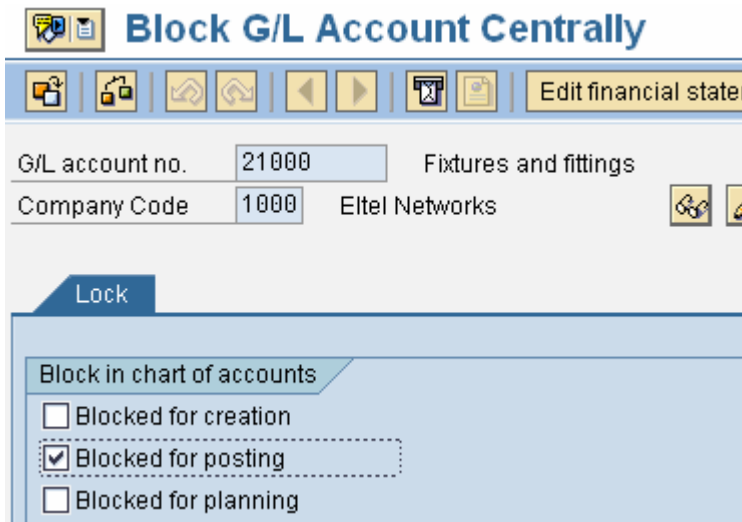 Block G/L Account Centrally
Edit financial state
G/L account no. 21000 Fixtures and fittings
Company Code 1000 Eltel Networks
Lock
Block in chart of accounts
Blocked for creation
Blocked for posting
Blocked for planning